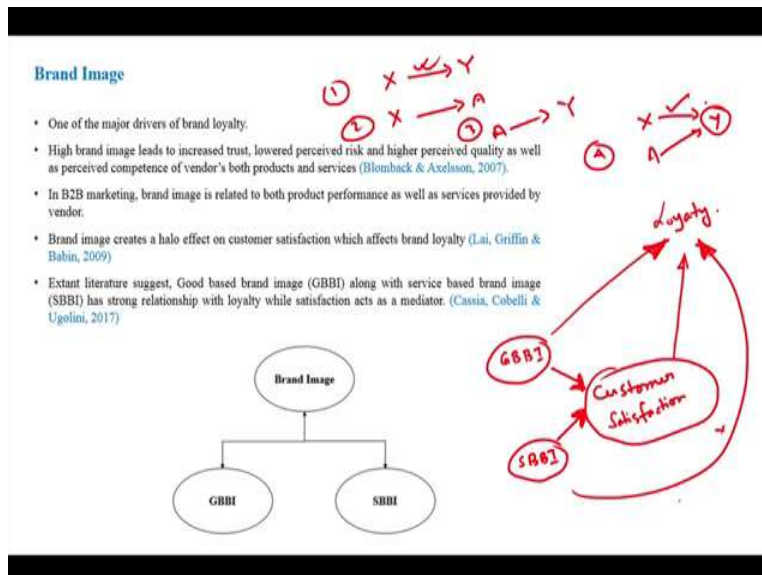 Brand Image
① X → Y
② X → A
③ A → Y
X → Y
Ⓐ A
• One of the major drivers of brand loyalty.
• High brand image leads to increased trust, lowered perceived risk and higher perceived quality as well
as perceived competence of vendor's both products and services (Blomback & Axelsson, 2007).
• In B2B marketing, brand image is related to both product performance as well as services provided by
vendor.
• Brand image creates a halo effect on customer satisfaction which affects brand loyalty (Lai, Griffin &
Babin, 2009)
• Extant literature suggest, Good based brand image (GBBI) along with service based brand image
(SBBI) has strong relationship with loyalty while satisfaction acts as a mediator. (Cassia, Cobelli &
Ugolini, 2017)
Loyalty.
GBBI
Customer
Satisfaction
SBBI
Brand Image
GBBI
SBBI